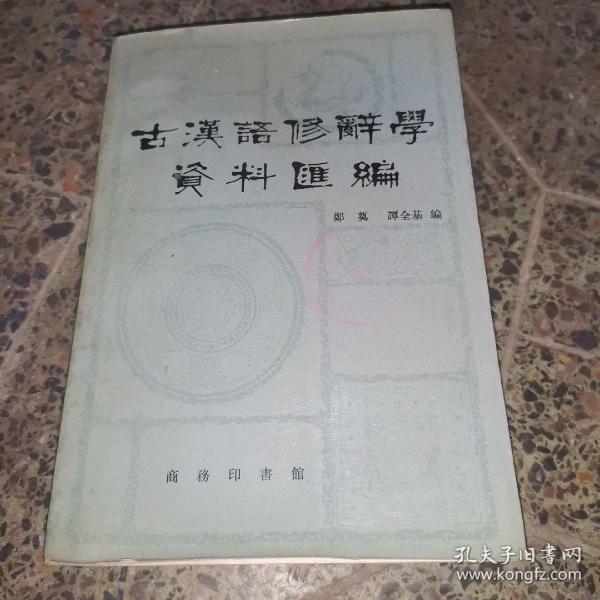 古漢語修辭學
資料匯編
鄭奠 譚全基 編
商務印書館
孔夫子旧書网
www.kongfz.com